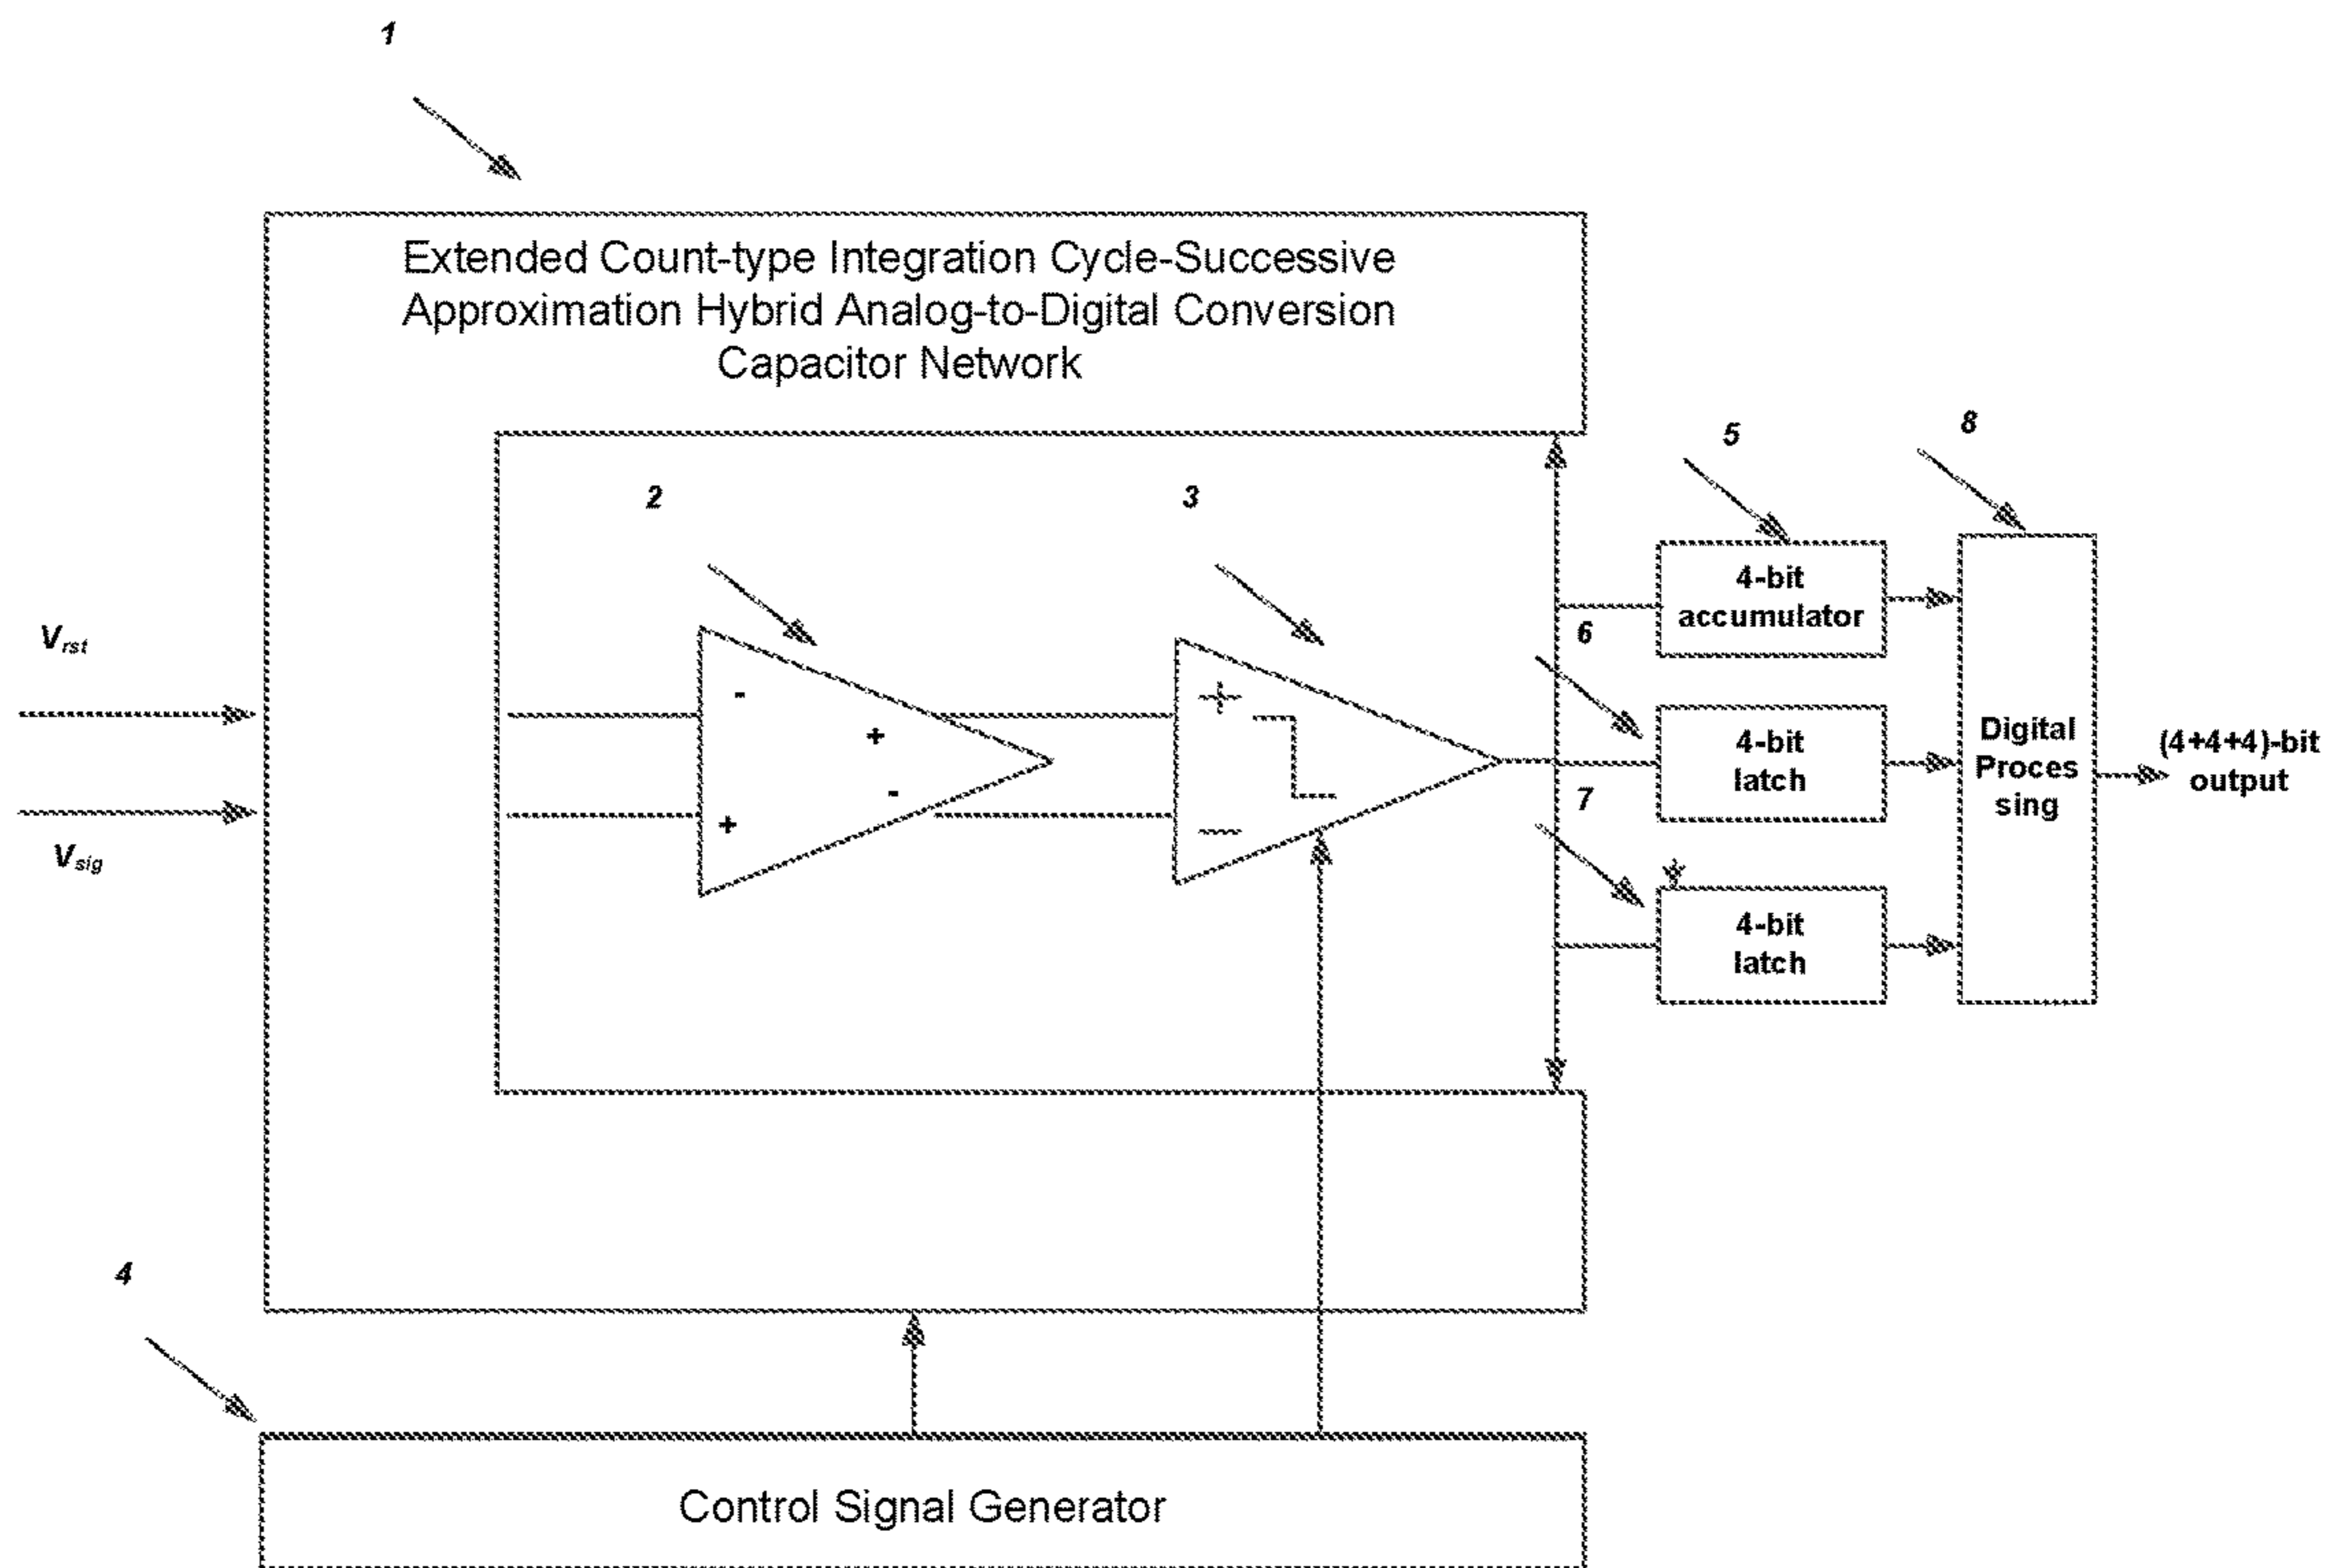 1
Extended Count-type Integration Cycle-Successive
Approximation Hybrid Analog-to-Digital Conversion
Capacitor Network
2
3
5
8
4-bit
accumulator
6
4-bit
latch
7
4-bit
latch
Digital
Proces
sing
(4+4+4)-bit
output
Vrst
Vsig
-
+
+
-
+
-
4
Control Signal Generator